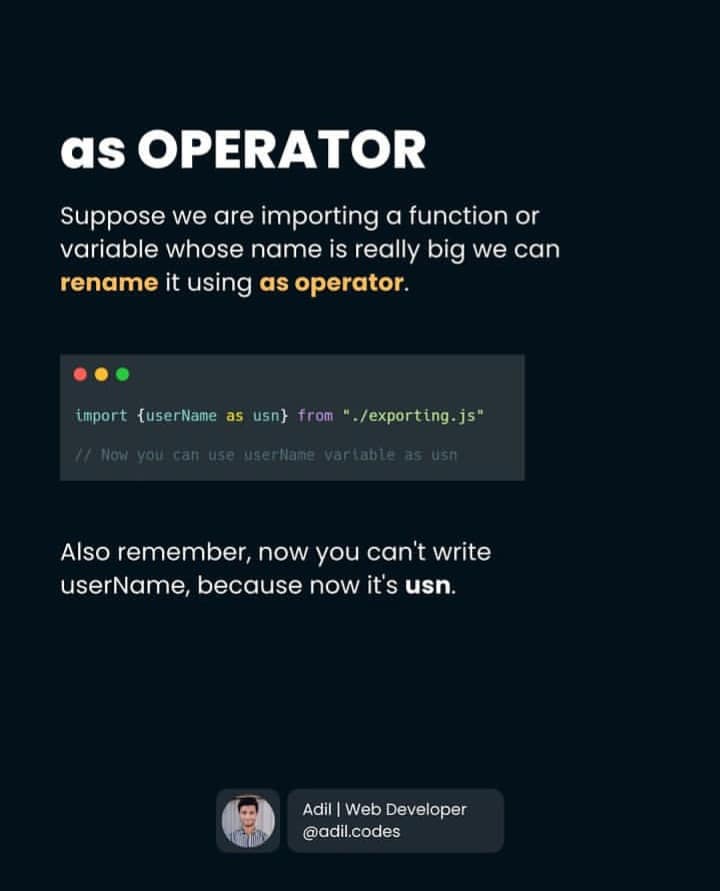 as OPERATOR
Suppose we are importing a function or
variable whose name is really big we can
rename it using as operator.
import {userName as usn} from "./exporting.js"
// Now you can use userName variable as usn
Also remember, now you can't write
userName, because now it's usn.
Adil | Web Developer
@adil.codes